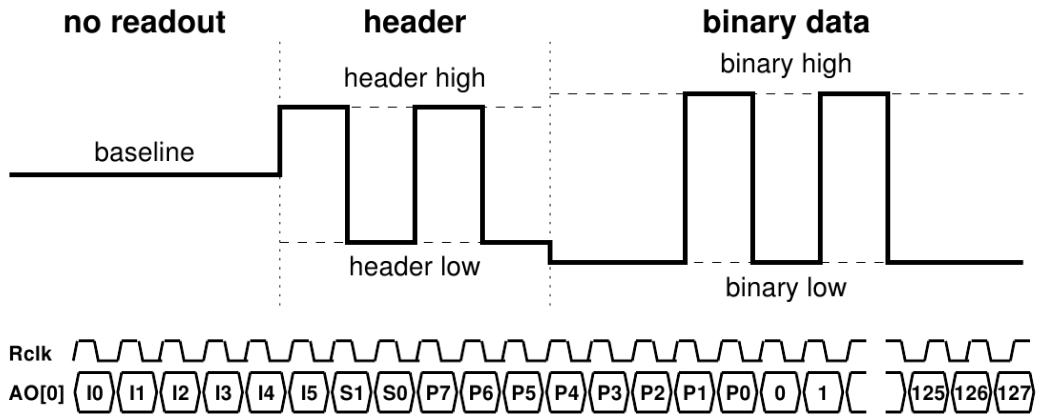 no readout header binary data
header high binary high
baseline
header low binary low
Rclk
AO[0] I0 I1 I2 I3 I4 I5 S1 S0 P7 P6 P5 P4 P3 P2 P1 P0 0 1 125 126 127